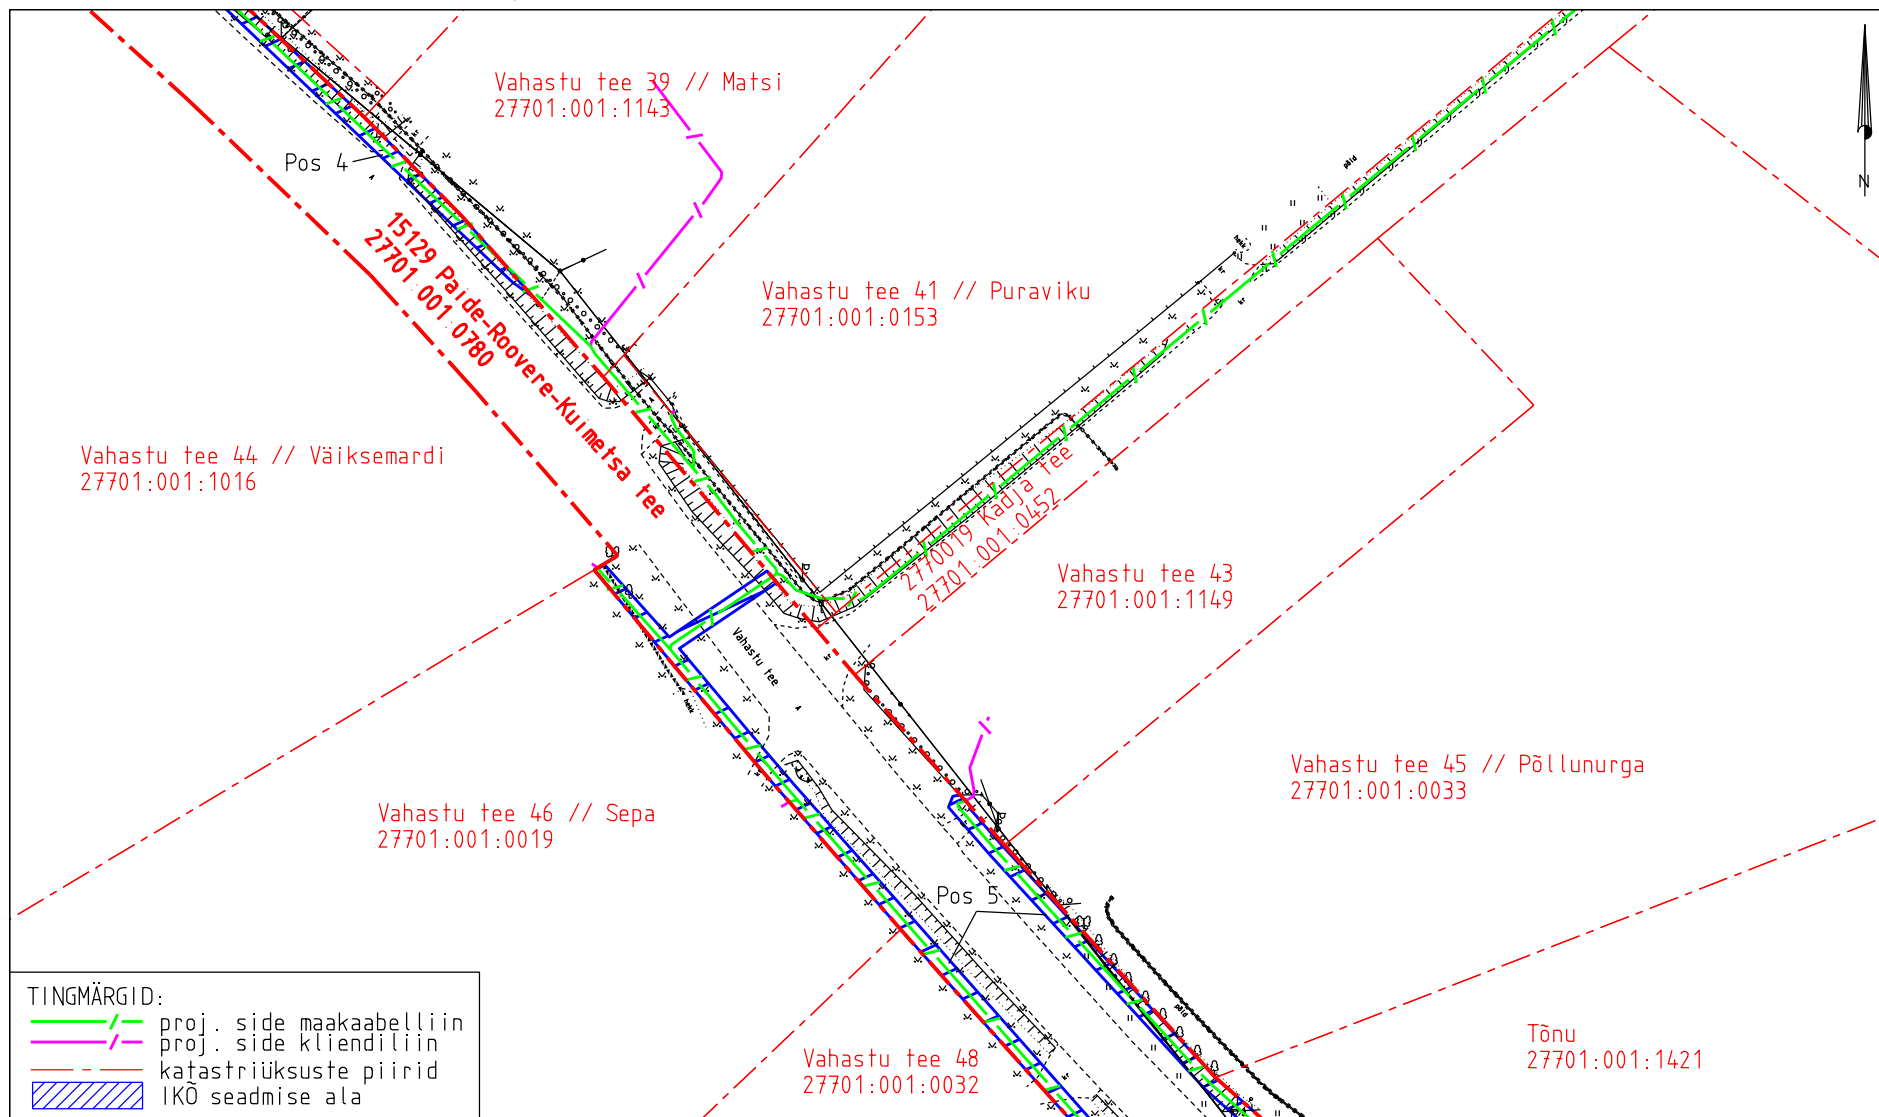 Vahastu tee 39 // Matsi
27701:001:1143
Pos 4
N
15129 Paide-Roovere-Kuimetsa tee
27701:001:0780
Vahastu tee 41 // Puraviku
27701:001:0153
Vahastu tee 44 // Väiksemardi
27701:001:1016
2770019 Kadja tee
27701:001:0452
Vahastu tee 43
27701:001:1149
Vahastu tee
Vahastu tee 45 // Põllunurga
27701:001:0033
Vahastu tee 46 // Sepa
27701:001:0019
Pos 5
Vahastu tee 48
27701:001:0032
Tõnu
27701:001:1421
TINGMÄRGID:
proj. side maakaabelliin
proj. side kliendiliin
katastriüksuste piirid
IKÕ seadmise ala